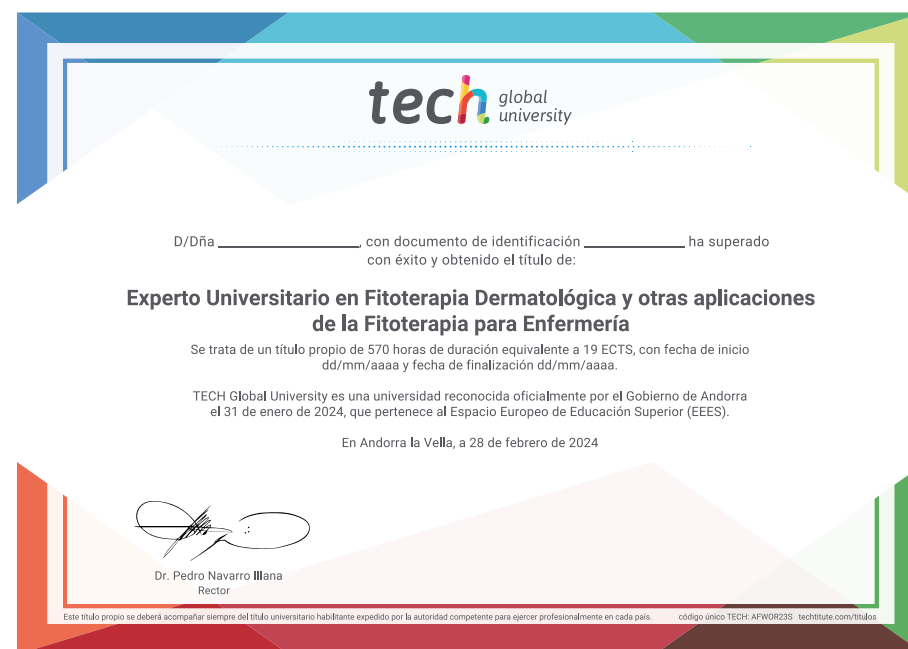 tech global university
D/Dña ____________________, con documento de identificación ______________ ha superado
con éxito y obtenido el título de:
Experto Universitario en Fitoterapia Dermatológica y otras aplicaciones
de la Fitoterapia para Enfermería
Se trata de un título propio de 570 horas de duración equivalente a 19 ECTS, con fecha de inicio
dd/mm/aaaa y fecha de finalización dd/mm/aaaa.
TECH Global University es una universidad reconocida oficialmente por el Gobierno de Andorra
el 31 de enero de 2024, que pertenece al Espacio Europeo de Educación Superior (EEES).
En Andorra la Vella, a 28 de febrero de 2024
Dr. Pedro Navarro Illana
Rector
Este título propio se deberá acompañar siempre del título universitario habilitante expedido por la autoridad competente para ejercer profesionalmente en cada país. código único TECH: AFWOR23S techtitute.com/titulos